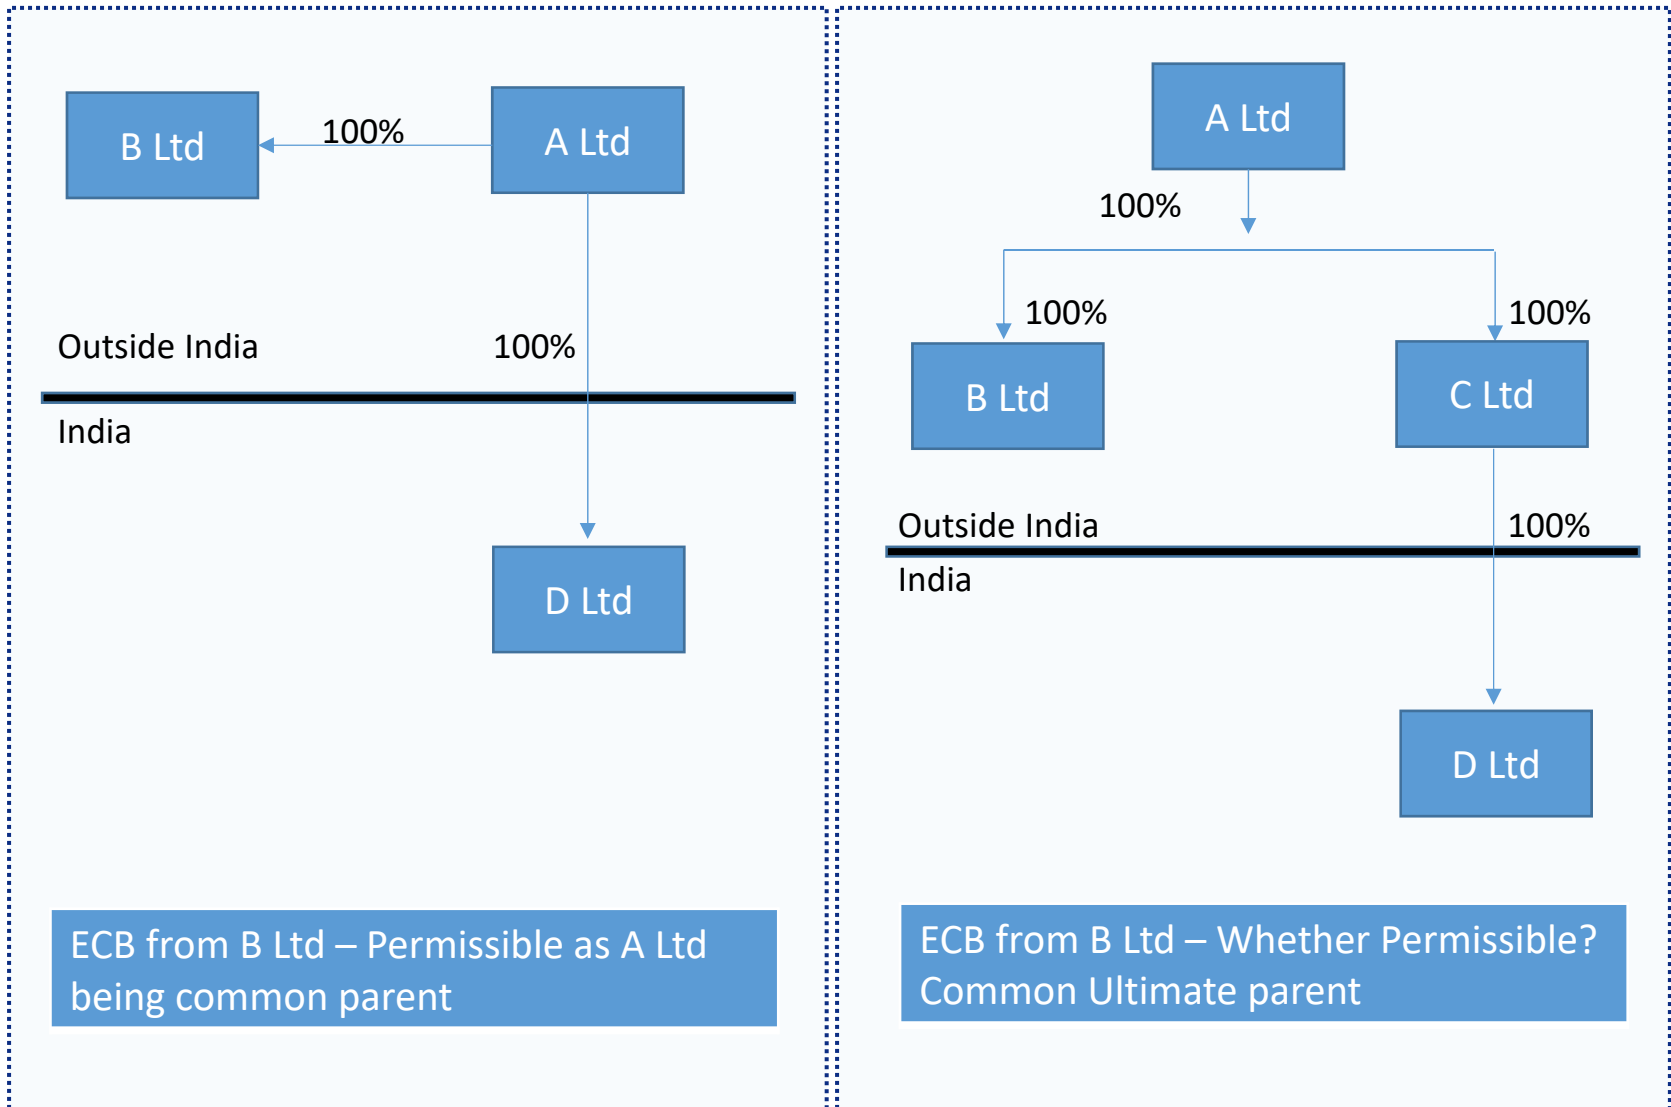 B Ltd
100%
A Ltd
Outside India
100%
India
D Ltd
ECB from B Ltd – Permissible as A Ltd
being common parent
A Ltd
100%
100%
100%
B Ltd
C Ltd
Outside India
100%
India
D Ltd
ECB from B Ltd – Whether Permissible?
Common Ultimate parent